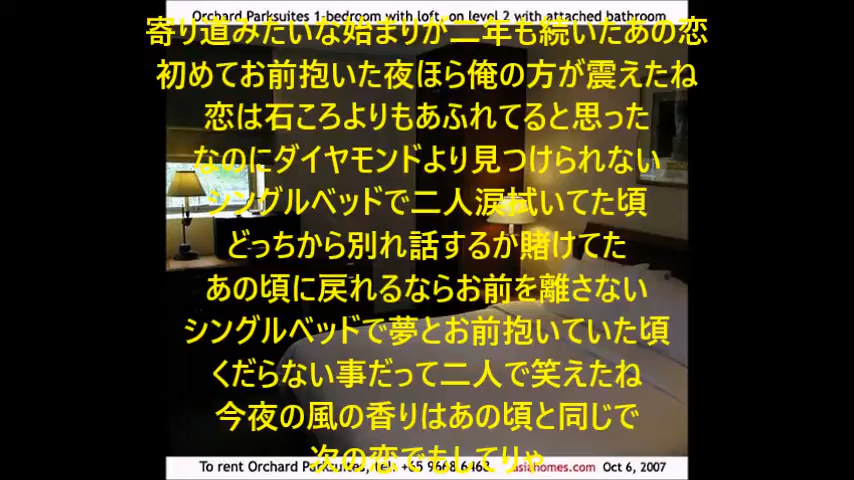 Orchard Parksuites 1-bedroom with loft, on level 2 with attached bathroom
寄り道みたいな始まりが二年も続いたあの恋
初めてお前抱いた夜ほら俺の方が震えたね
恋は石ころよりもあふれてると思った
なのにダイヤモンドより見つけられない
シングルベッドで二人涙拭いてた頃
どっちから別れ話するか賭けてた
あの頃に戻れるならお前を離さない
シングルベッドで夢とお前抱いていた頃
くだらない事だって二人で笑えたね
今夜の風の香りはあの頃と同じで
次の恋でもしてりゃ
To rent Orchard Parksuites, tel: +65 9668 6468. asiahomes.com Oct 6, 2007